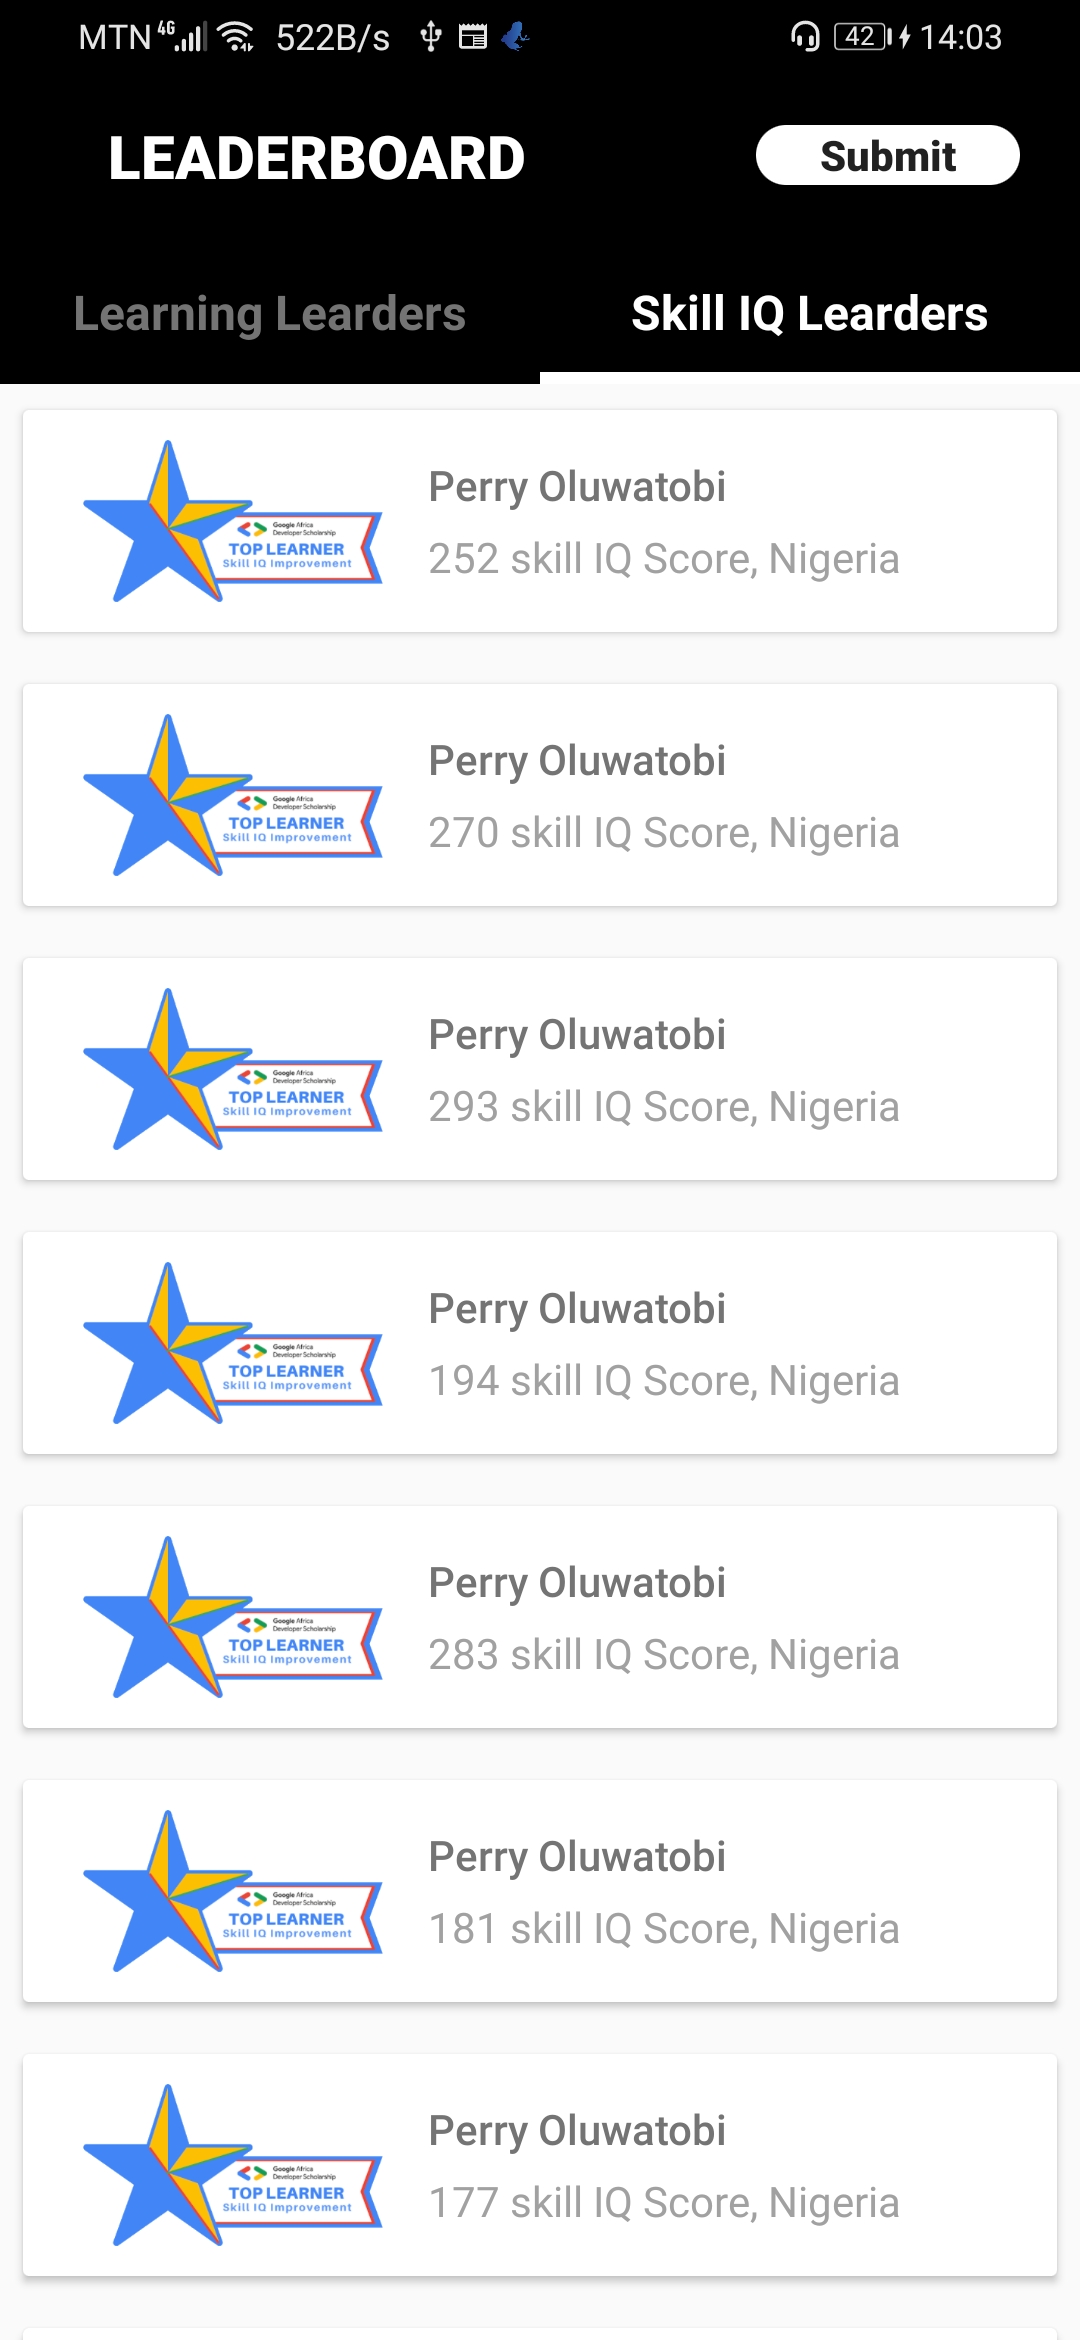 MTN 4G 522B/s 42 14:03
LEADERBOARD
Submit
Learning Learders
Skill IQ Learders
Google Africa
Developer Scholarship
TOP LEARNER
Skill IQ Improvement
Perry Oluwatobi
252 skill IQ Score, Nigeria
Google Africa
Developer Scholarship
TOP LEARNER
Skill IQ Improvement
Perry Oluwatobi
270 skill IQ Score, Nigeria
Google Africa
Developer Scholarship
TOP LEARNER
Skill IQ Improvement
Perry Oluwatobi
293 skill IQ Score, Nigeria
Google Africa
Developer Scholarship
TOP LEARNER
Skill IQ Improvement
Perry Oluwatobi
194 skill IQ Score, Nigeria
Google Africa
Developer Scholarship
TOP LEARNER
Skill IQ Improvement
Perry Oluwatobi
283 skill IQ Score, Nigeria
Google Africa
Developer Scholarship
TOP LEARNER
Skill IQ Improvement
Perry Oluwatobi
181 skill IQ Score, Nigeria
Google Africa
Developer Scholarship
TOP LEARNER
Skill IQ Improvement
Perry Oluwatobi
177 skill IQ Score, Nigeria